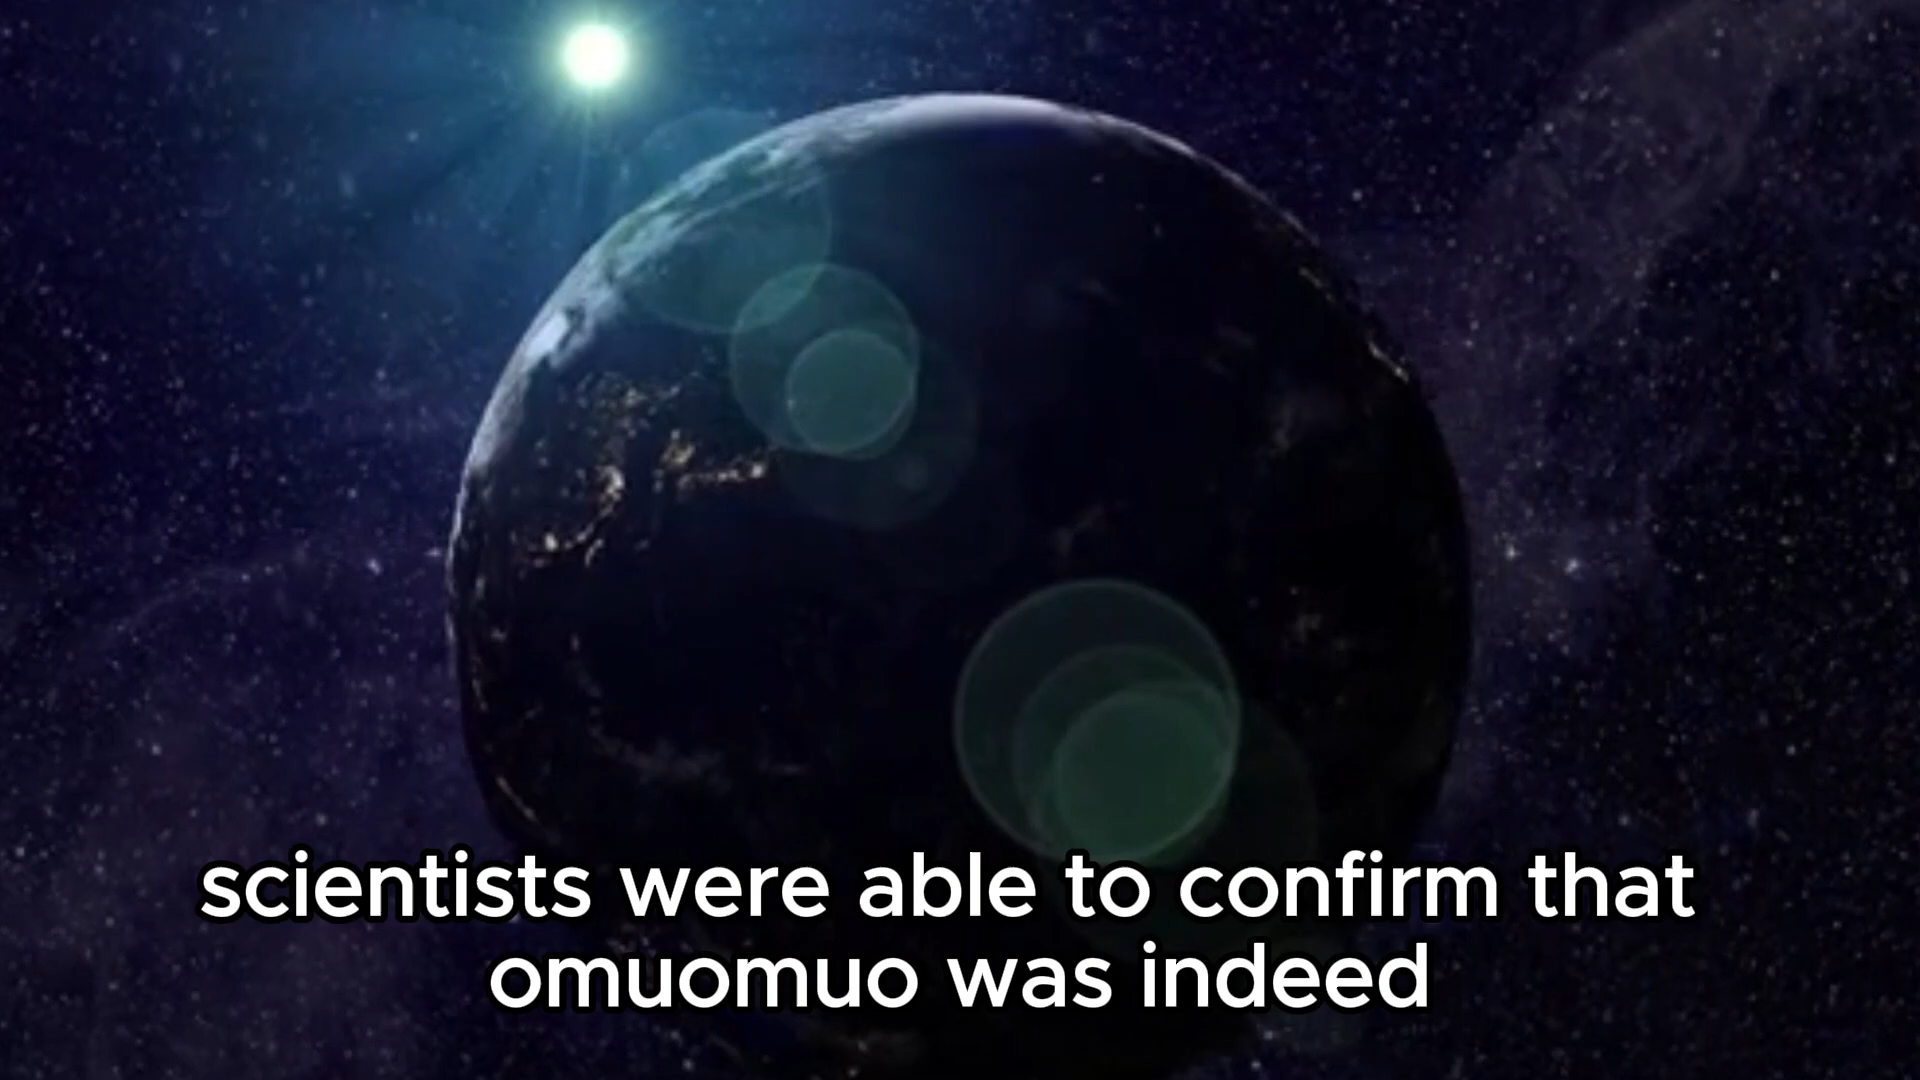 scientists were able to confirm that
omuomuo was indeed